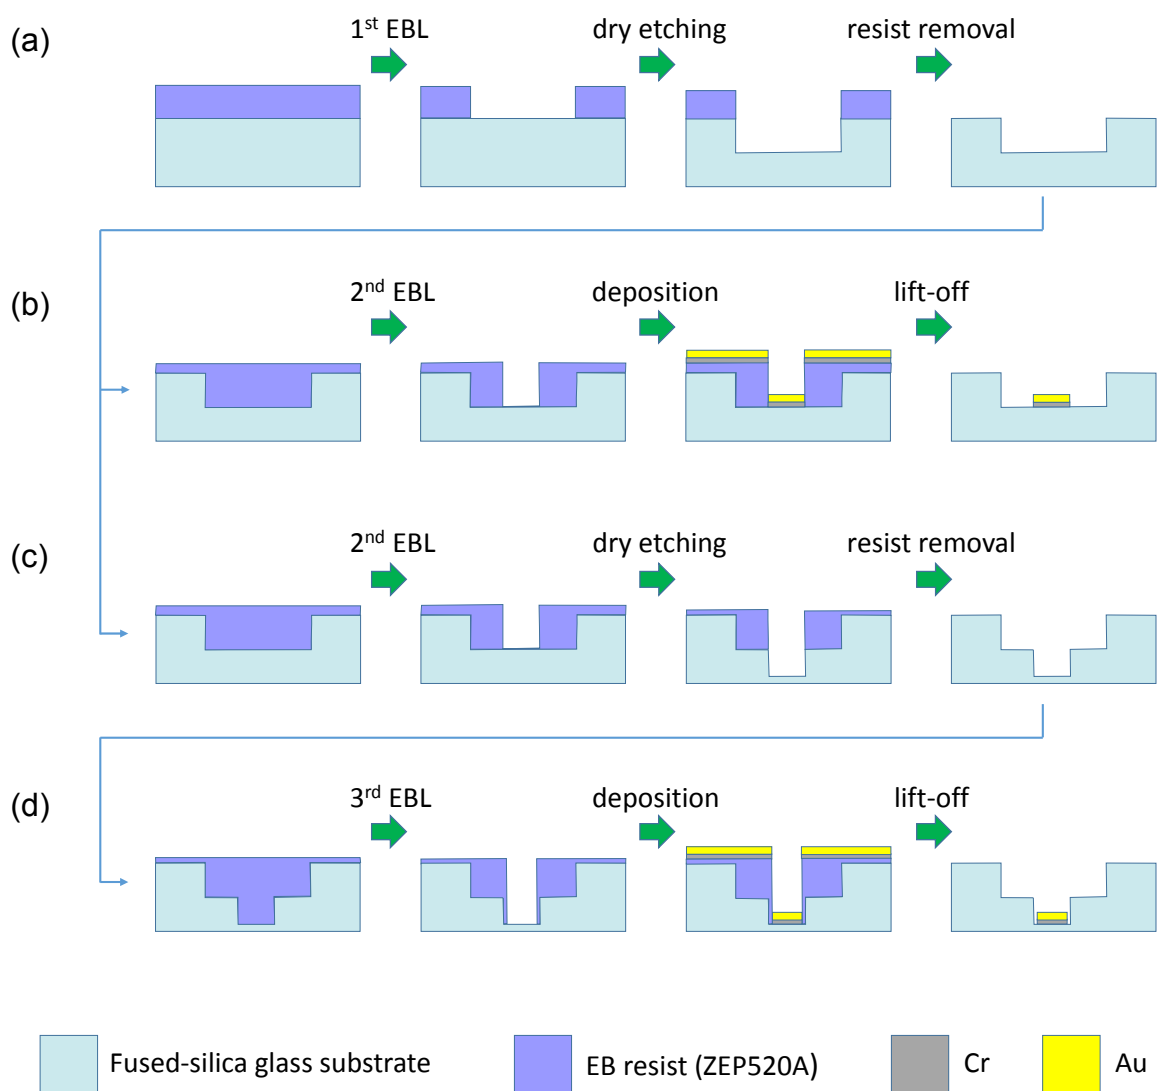 (a)
1st EBL
dry etching
resist removal
(b)
2nd EBL
deposition
lift-off
(c)
2nd EBL
dry etching
resist removal
(d)
3rd EBL
deposition
lift-off
Fused-silica glass substrate
EB resist (ZEP520A)
Cr
Au